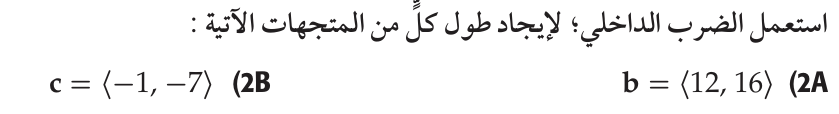 استعمل الضرب الداخلي؛ لإيجاد طول كلٍّ من المتجهات الآتية :
b = ⟨12, 16⟩ (2A c = ⟨−1, −7⟩ (2B